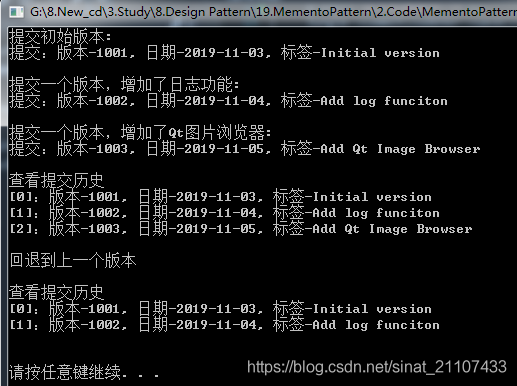 G:\8.New_cd\3.Study\8.Design Pattern\19.MementoPattern\2.Code\MementoPattern
提交初始版本:
提交: 版本-1001, 日期-2019-11-03, 标签-Initial version
提交一个版本，增加了日志功能:
提交: 版本-1002, 日期-2019-11-04, 标签-Add log funciton
提交一个版本，增加了Qt图片浏览器:
提交: 版本-1003, 日期-2019-11-05, 标签-Add Qt Image Browser
查看提交历史
[0]: 版本-1001, 日期-2019-11-03, 标签-Initial version
[1]: 版本-1002, 日期-2019-11-04, 标签-Add log funciton
[2]: 版本-1003, 日期-2019-11-05, 标签-Add Qt Image Browser
回退到上一个版本
查看提交历史
[0]: 版本-1001, 日期-2019-11-03, 标签-Initial version
[1]: 版本-1002, 日期-2019-11-04, 标签-Add log funciton
请按任意键继续. . .
https://blog.csdn.net/sinat_21107433